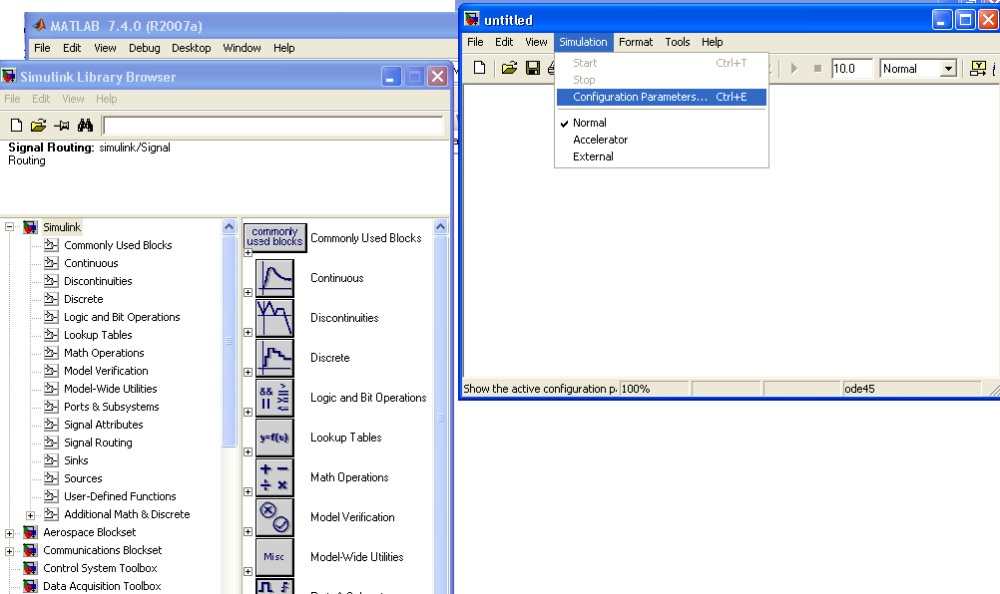 MATLAB 7.4.0 (R2007a)
File Edit View Debug Desktop Window Help
Simulink Library Browser
File Edit View Help
Signal Routing: simulink/Signal
Routing
Simulink
Commonly Used Blocks
Continuous
Discontinuities
Discrete
Logic and Bit Operations
Lookup Tables
Math Operations
Model Verification
Model-Wide Utilities
Ports & Subsystems
Signal Attributes
Signal Routing
Sinks
Sources
User-Defined Functions
Additional Math & Discrete
Aerospace Blockset
Communications Blockset
Control System Toolbox
Data Acquisition Toolbox
commonly
used blocks
Commonly Used Blocks
Continuous
Discontinuities
Discrete
&& >
|| <=
Logic and Bit Operations
y=f(u)
Lookup Tables
+ −
÷ ×
Math Operations
Model Verification
Misc
Model-Wide Utilities
untitled
File Edit View Simulation Format Tools Help
10.0 Normal
Start Ctrl+T
Stop
Configuration Parameters... Ctrl+E
Normal
Accelerator
External
Show the active configuration p. 100% ode45